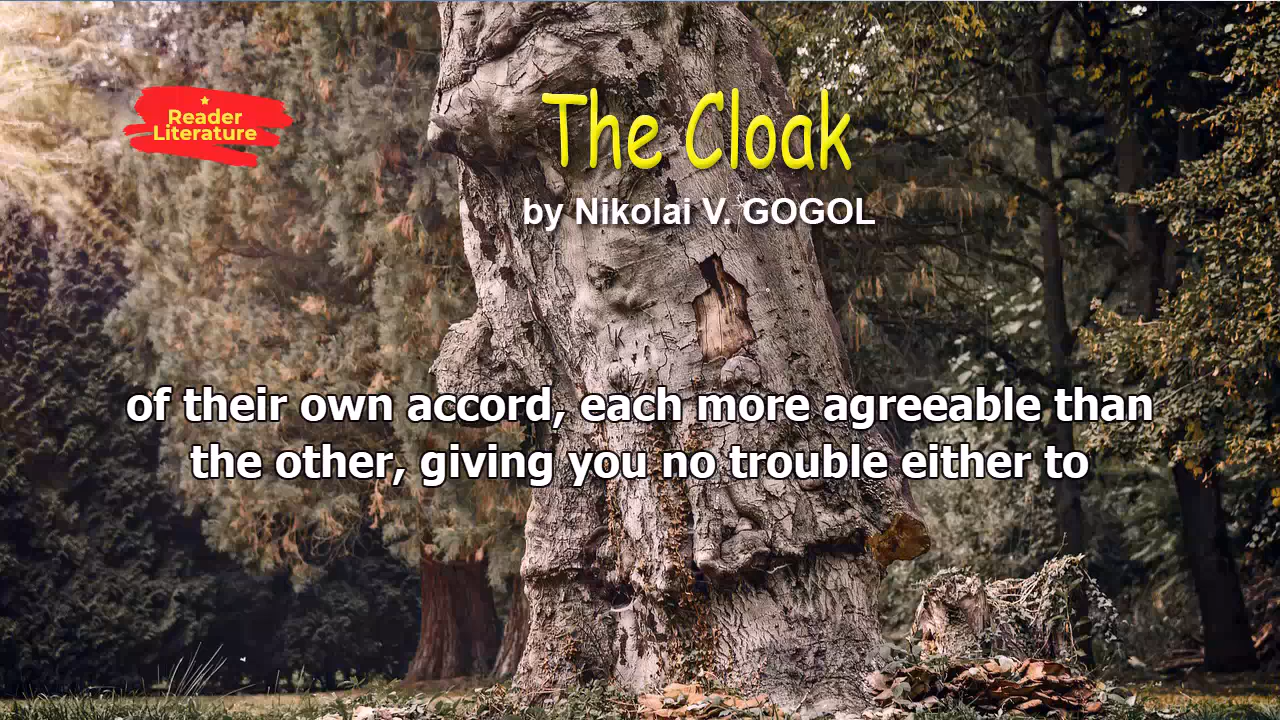 Reader
Literature
The Cloak
by Nikolai V. GOGOL
of their own accord, each more agreeable than
the other, giving you no trouble either to